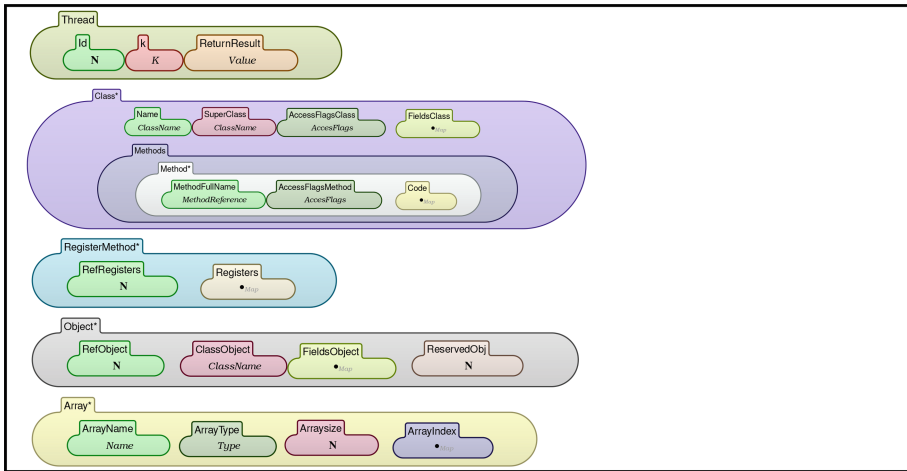 Thread
Id k ReturnResult
N K Value
Class*
Name SuperClass AccessFlagsClass FieldsClass
ClassName ClassName AccesFlags •Map
Methods
Method*
MethodFullName AccessFlagsMethod Code
MethodReference AccesFlags •Map
RegisterMethod*
RefRegisters Registers
N •Map
Object*
RefObject ClassObject FieldsObject ReservedObj
N ClassName •Map N
Array*
ArrayName ArrayType Arraysize ArrayIndex
Name Type N •Map